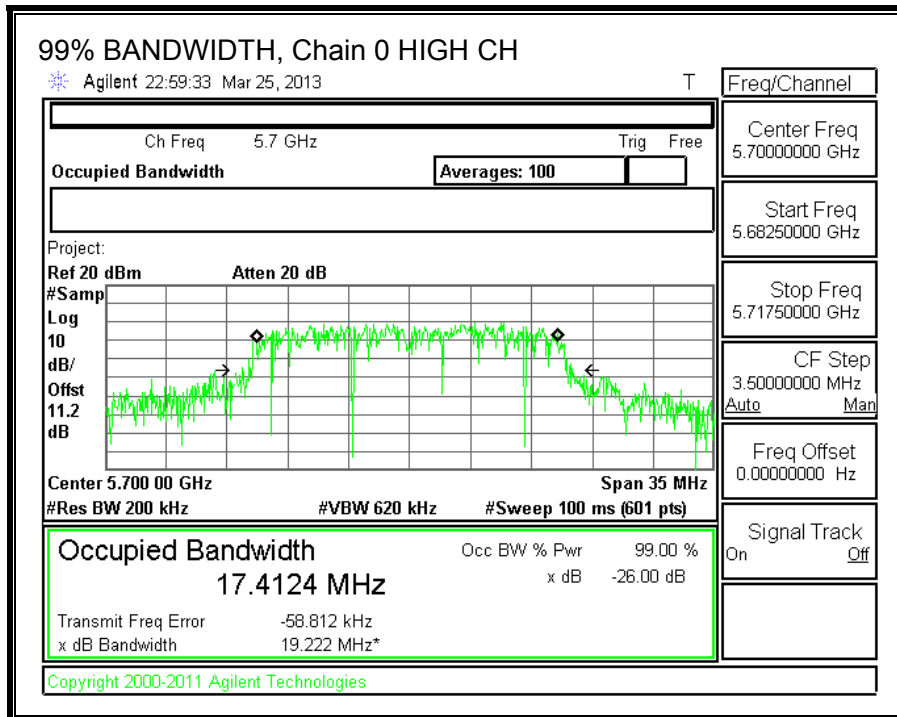 99% BANDWIDTH, Chain 0 HIGH CH
Agilent 22:59:33 Mar 25, 2013 T
Ch Freq 5.7 GHz Trig Free
Occupied Bandwidth Averages: 100
Project:
Ref 20 dBm Atten 20 dB
#Samp
Log
10
dB/
Offst
11.2
dB
Center 5.700 00 GHz Span 35 MHz
#Res BW 200 kHz #VBW 620 kHz #Sweep 100 ms (601 pts)
Occupied Bandwidth Occ BW % Pwr 99.00 %
17.4124 MHz x dB -26.00 dB
Transmit Freq Error -58.812 kHz
x dB Bandwidth 19.222 MHz*
Copyright 2000-2011 Agilent Technologies
Freq/Channel
Center Freq
5.70000000 GHz
Start Freq
5.68250000 GHz
Stop Freq
5.71750000 GHz
CF Step
3.50000000 MHz
Auto Man
Freq Offset
0.00000000 Hz
Signal Track
On Off